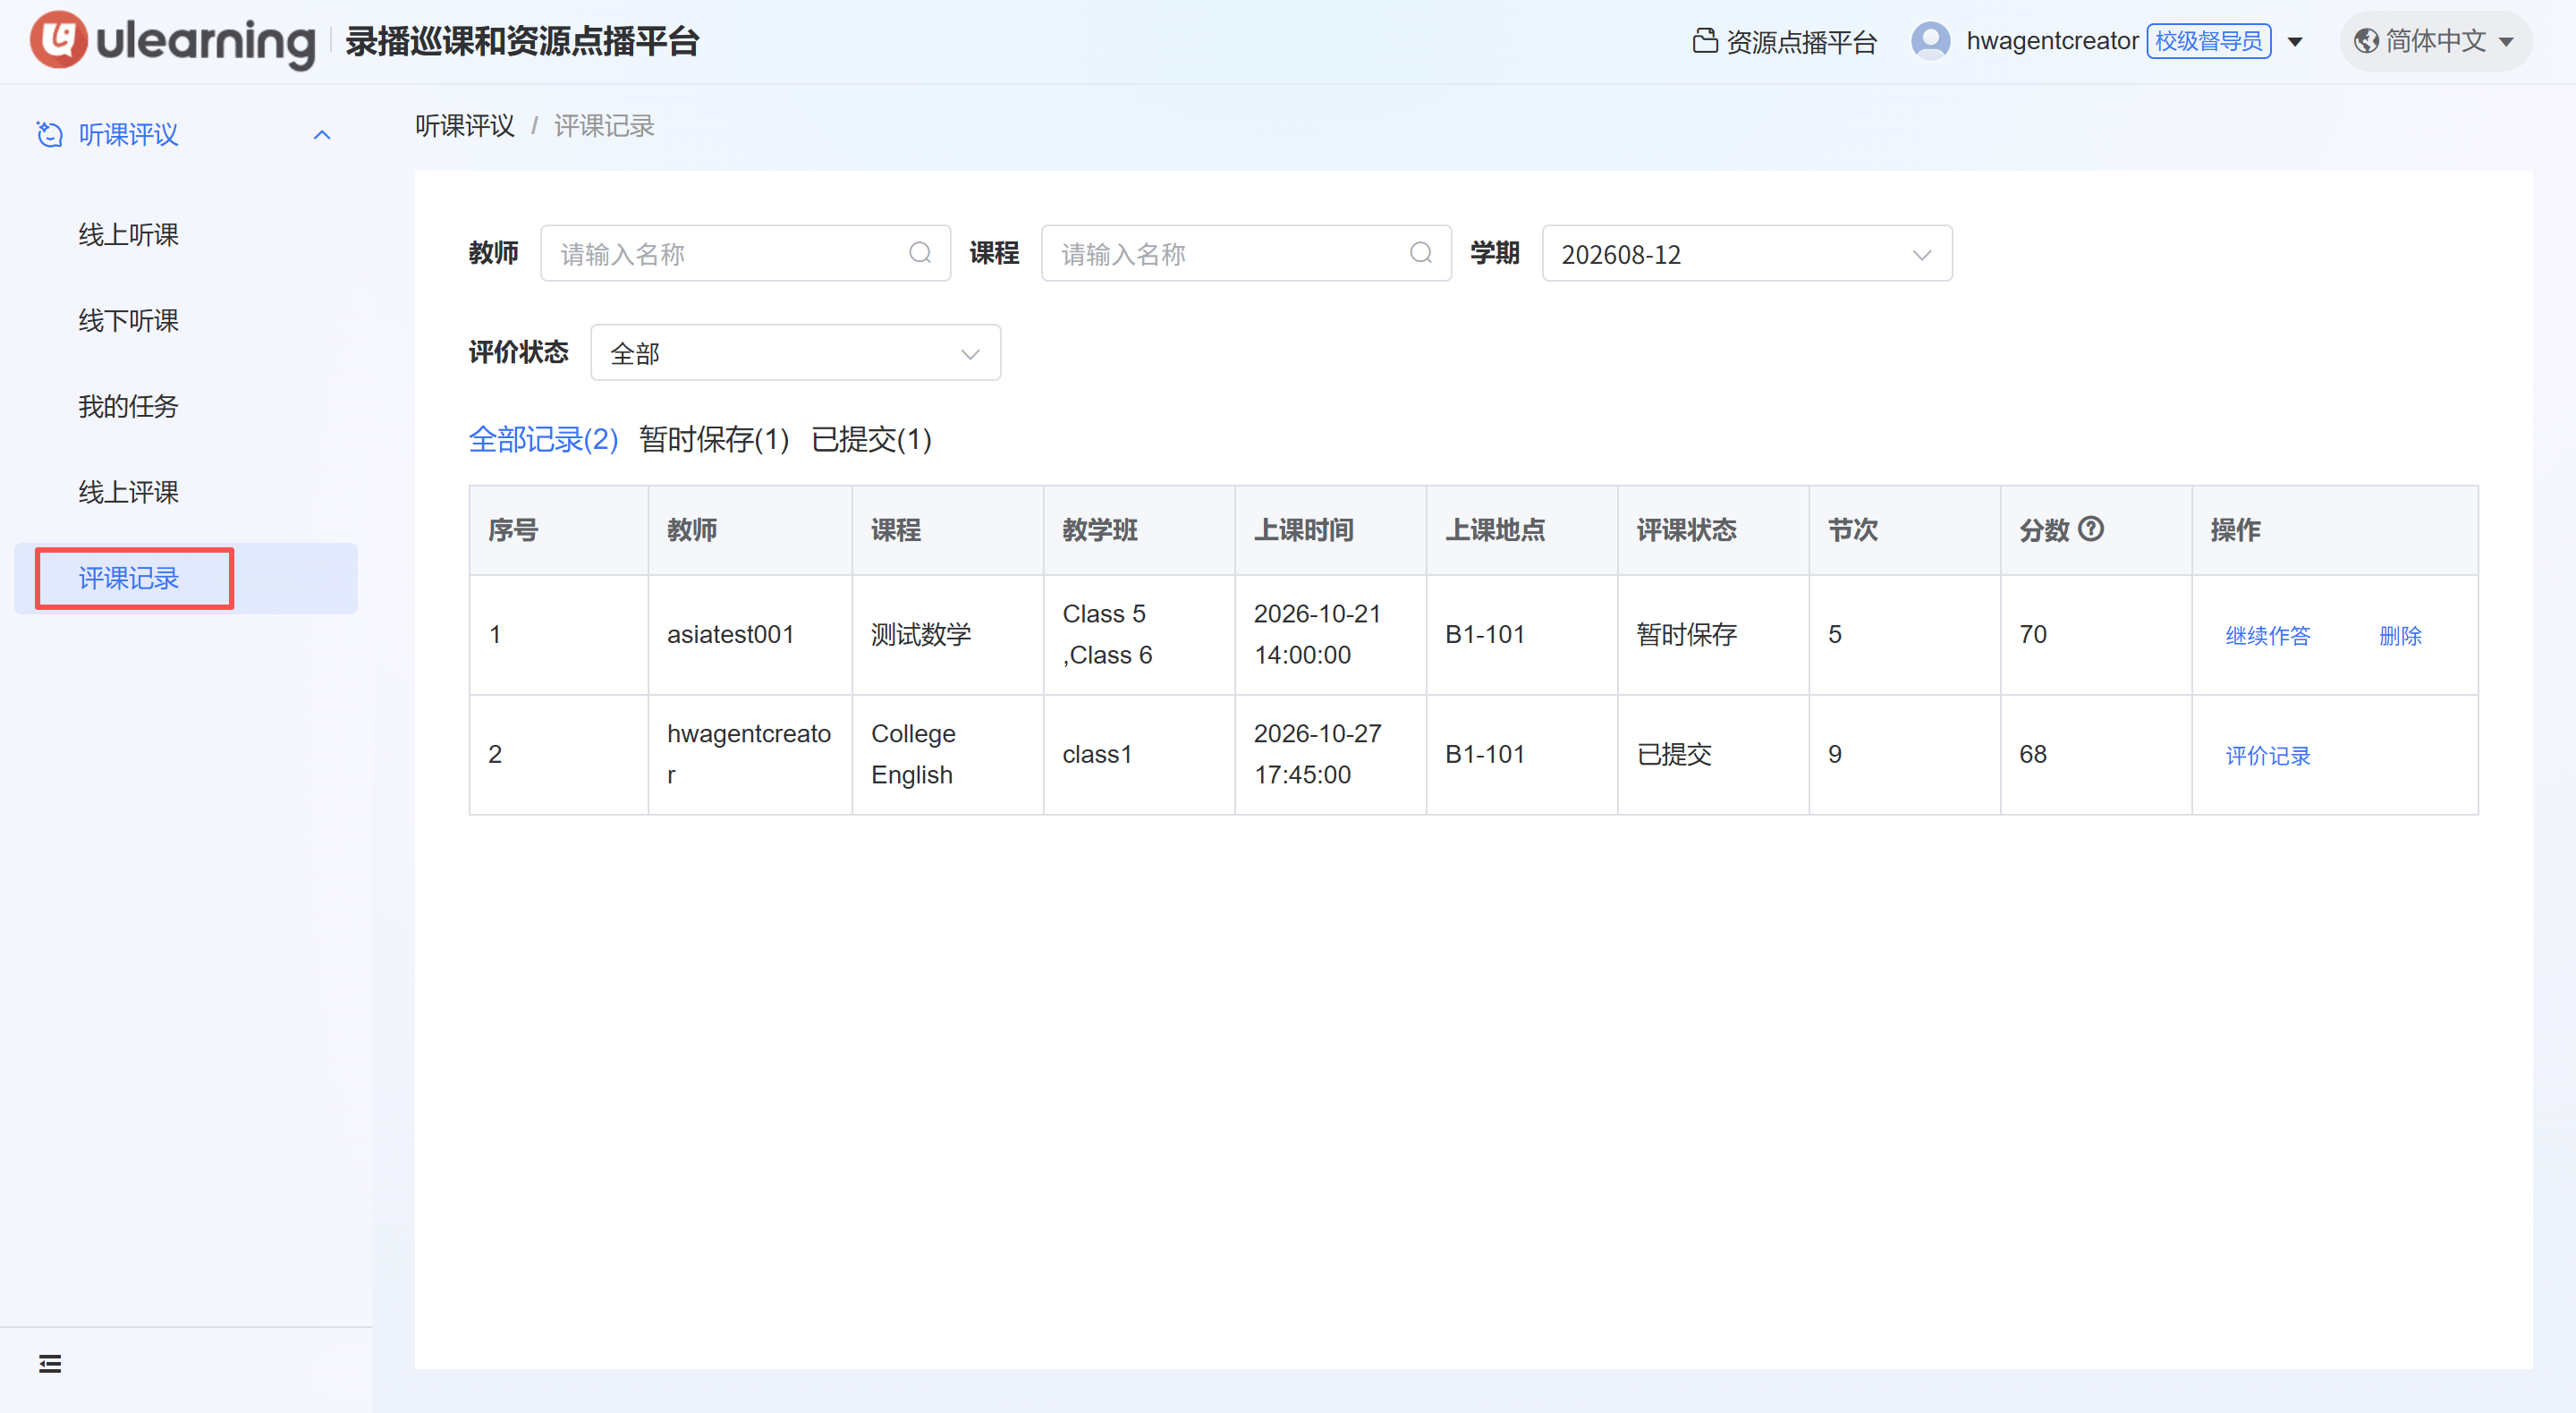 ulearning 录播巡课和资源点播平台 资源点播平台 hwagentcreator 校级督导员 简体中文
听课评议
线上听课
线下听课
我的任务
线上评课
评课记录
听课评议 / 评课记录
教师 请输入名称 课程 请输入名称 学期 202608-12
评价状态 全部
全部记录(2) 暂时保存(1) 已提交(1)
序号 教师 课程 教学班 上课时间 上课地点 评课状态 节次 分数 操作
1 asiatest001 测试数学 Class 5 ,Class 6 2026-10-21 14:00:00 B1-101 暂时保存 5 70 继续作答 删除
2 hwagentcreator College English class1 2026-10-27 17:45:00 B1-101 已提交 9 68 评价记录